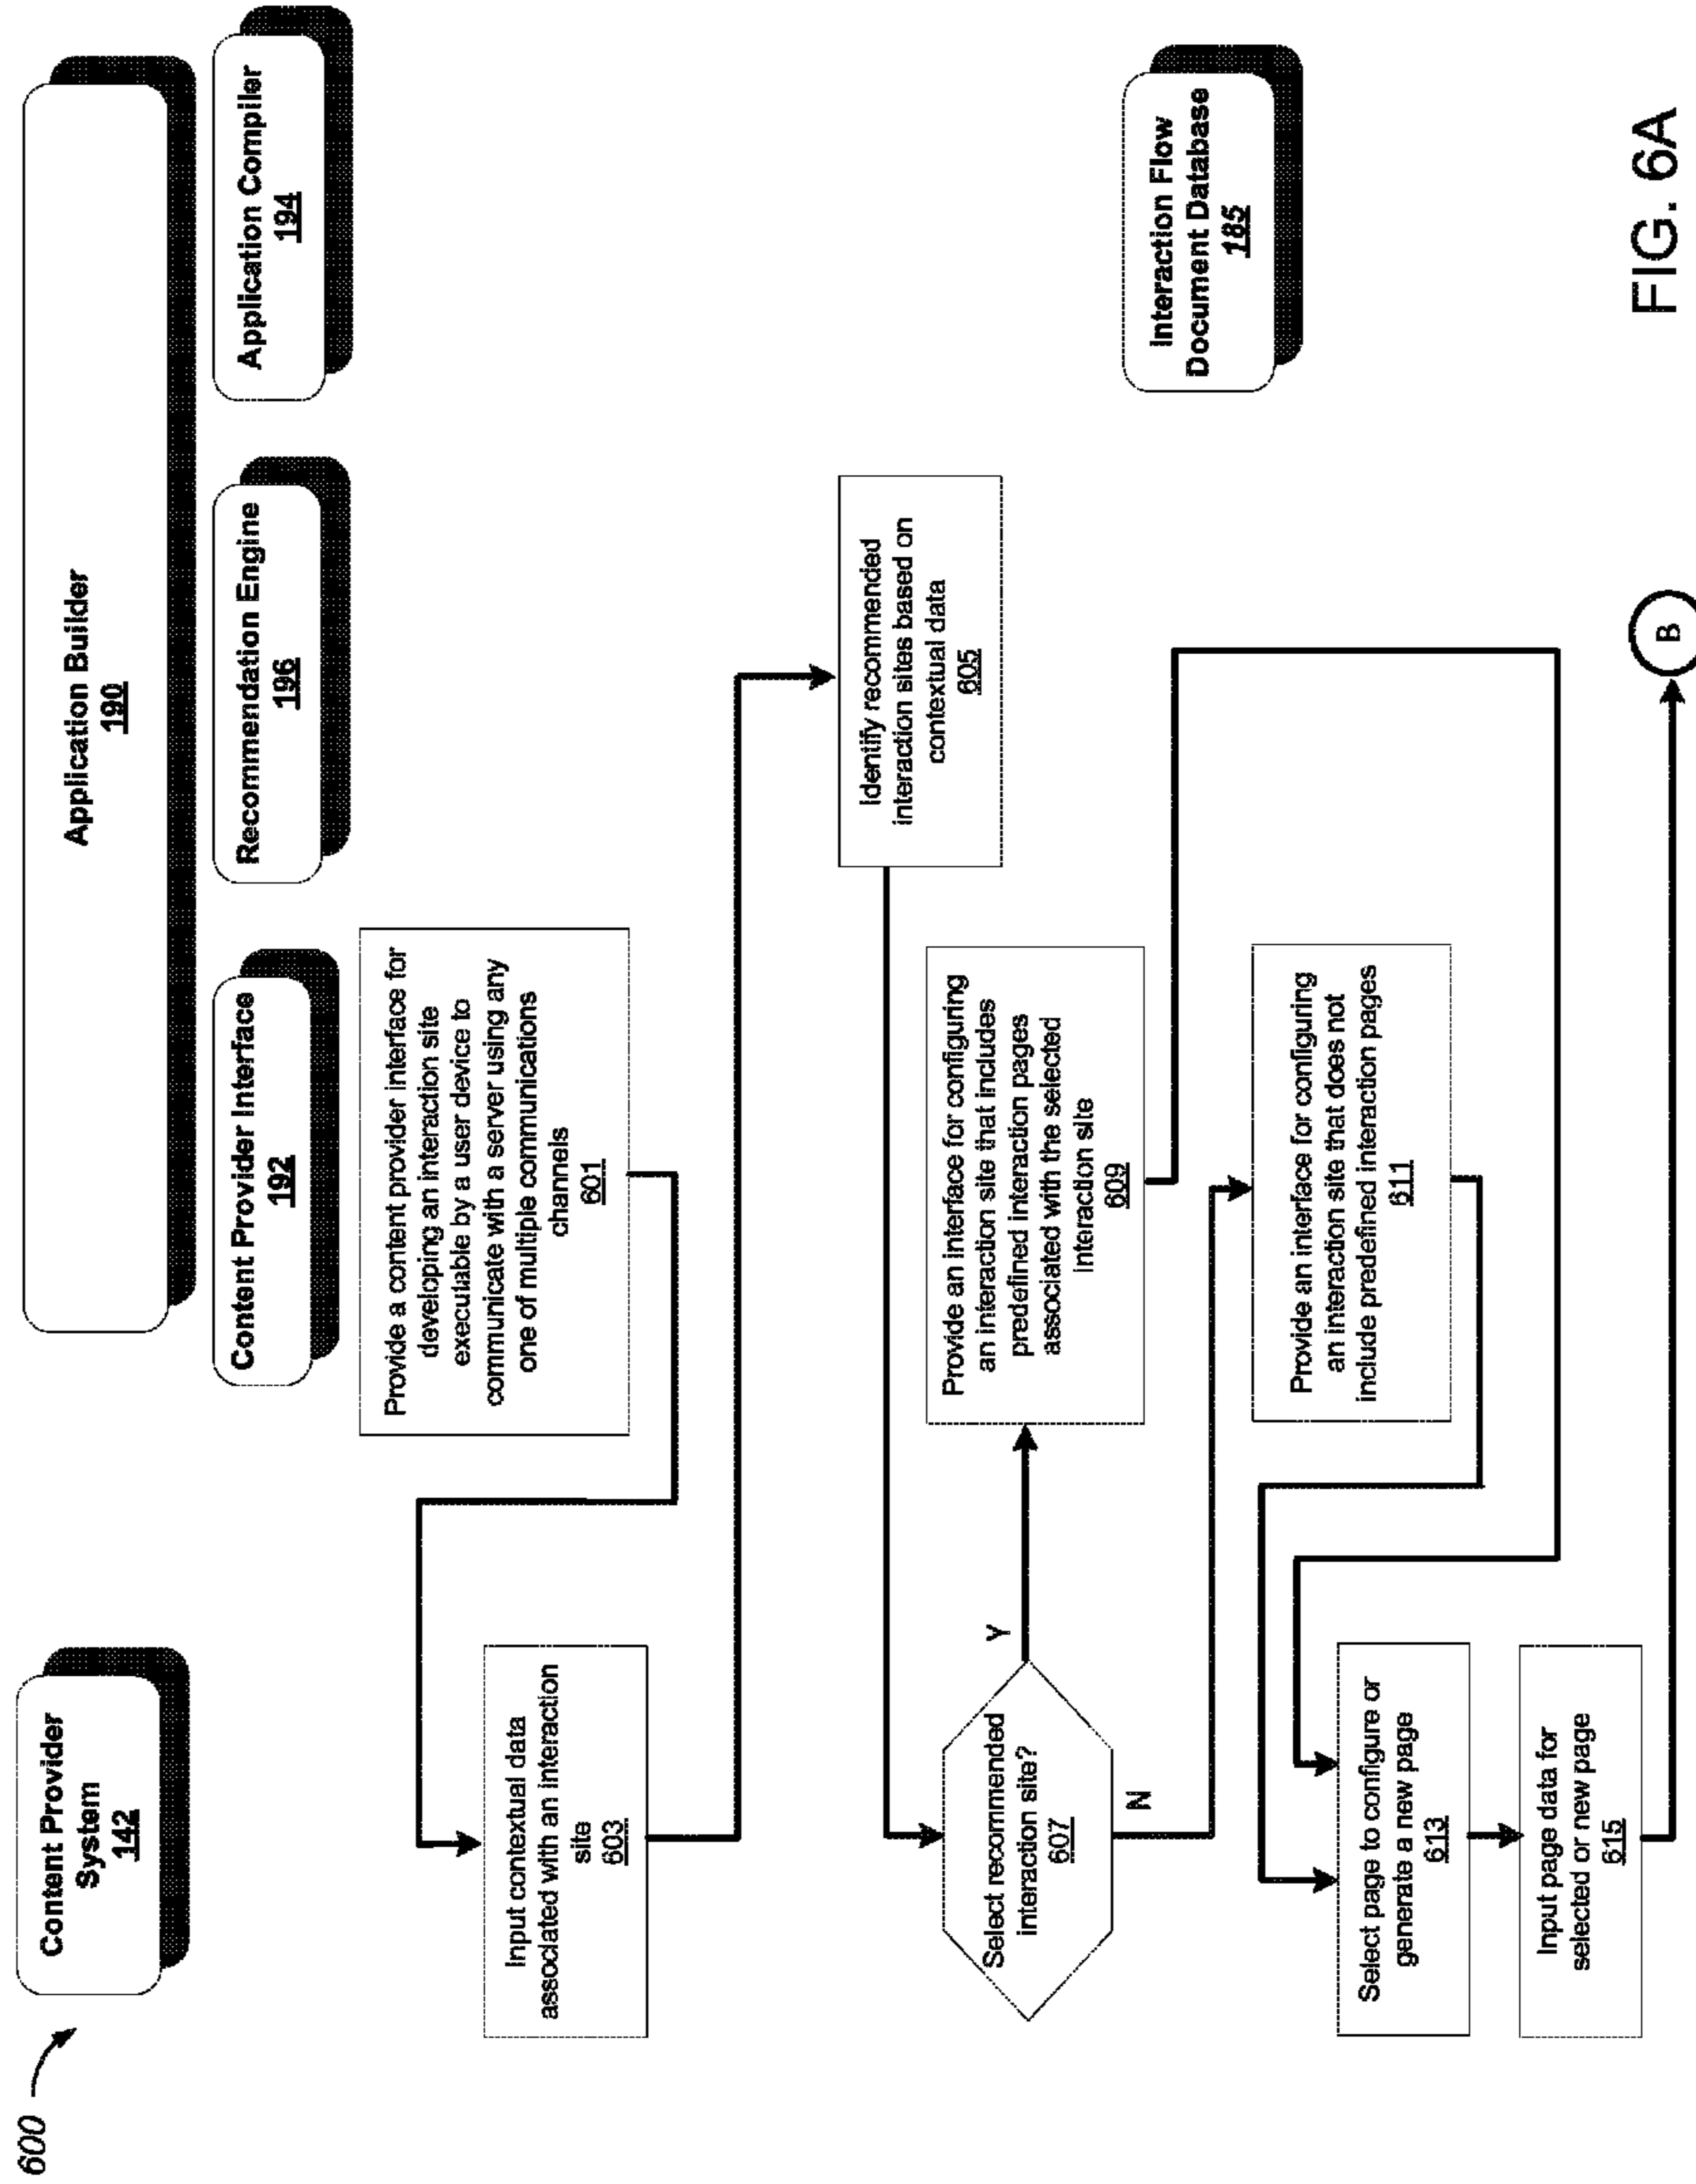 600
Content Provider
System
142
Application Builder
190
Content Provider Interface
192
Recommendation Engine
196
Application Compiler
194
Provide a content provider interface for
developing an interaction site
executable by a user device to
communicate with a server using any
one of multiple communications
channels
601
Input contextual data
associated with an interaction
site
603
Identify recommended
interaction sites based on
contextual data
605
Select recommended
interaction site?
607
Y
N
Provide an interface for configuring
an interaction site that includes
predefined interaction pages
associated with the selected
interaction site
609
Provide an interface for configuring
an interaction site that does not
include predefined interaction pages
611
Interaction Flow
Document Database
185
Select page to configure or
generate a new page
613
Input page data for
selected or new page
615
B
FIG. 6A